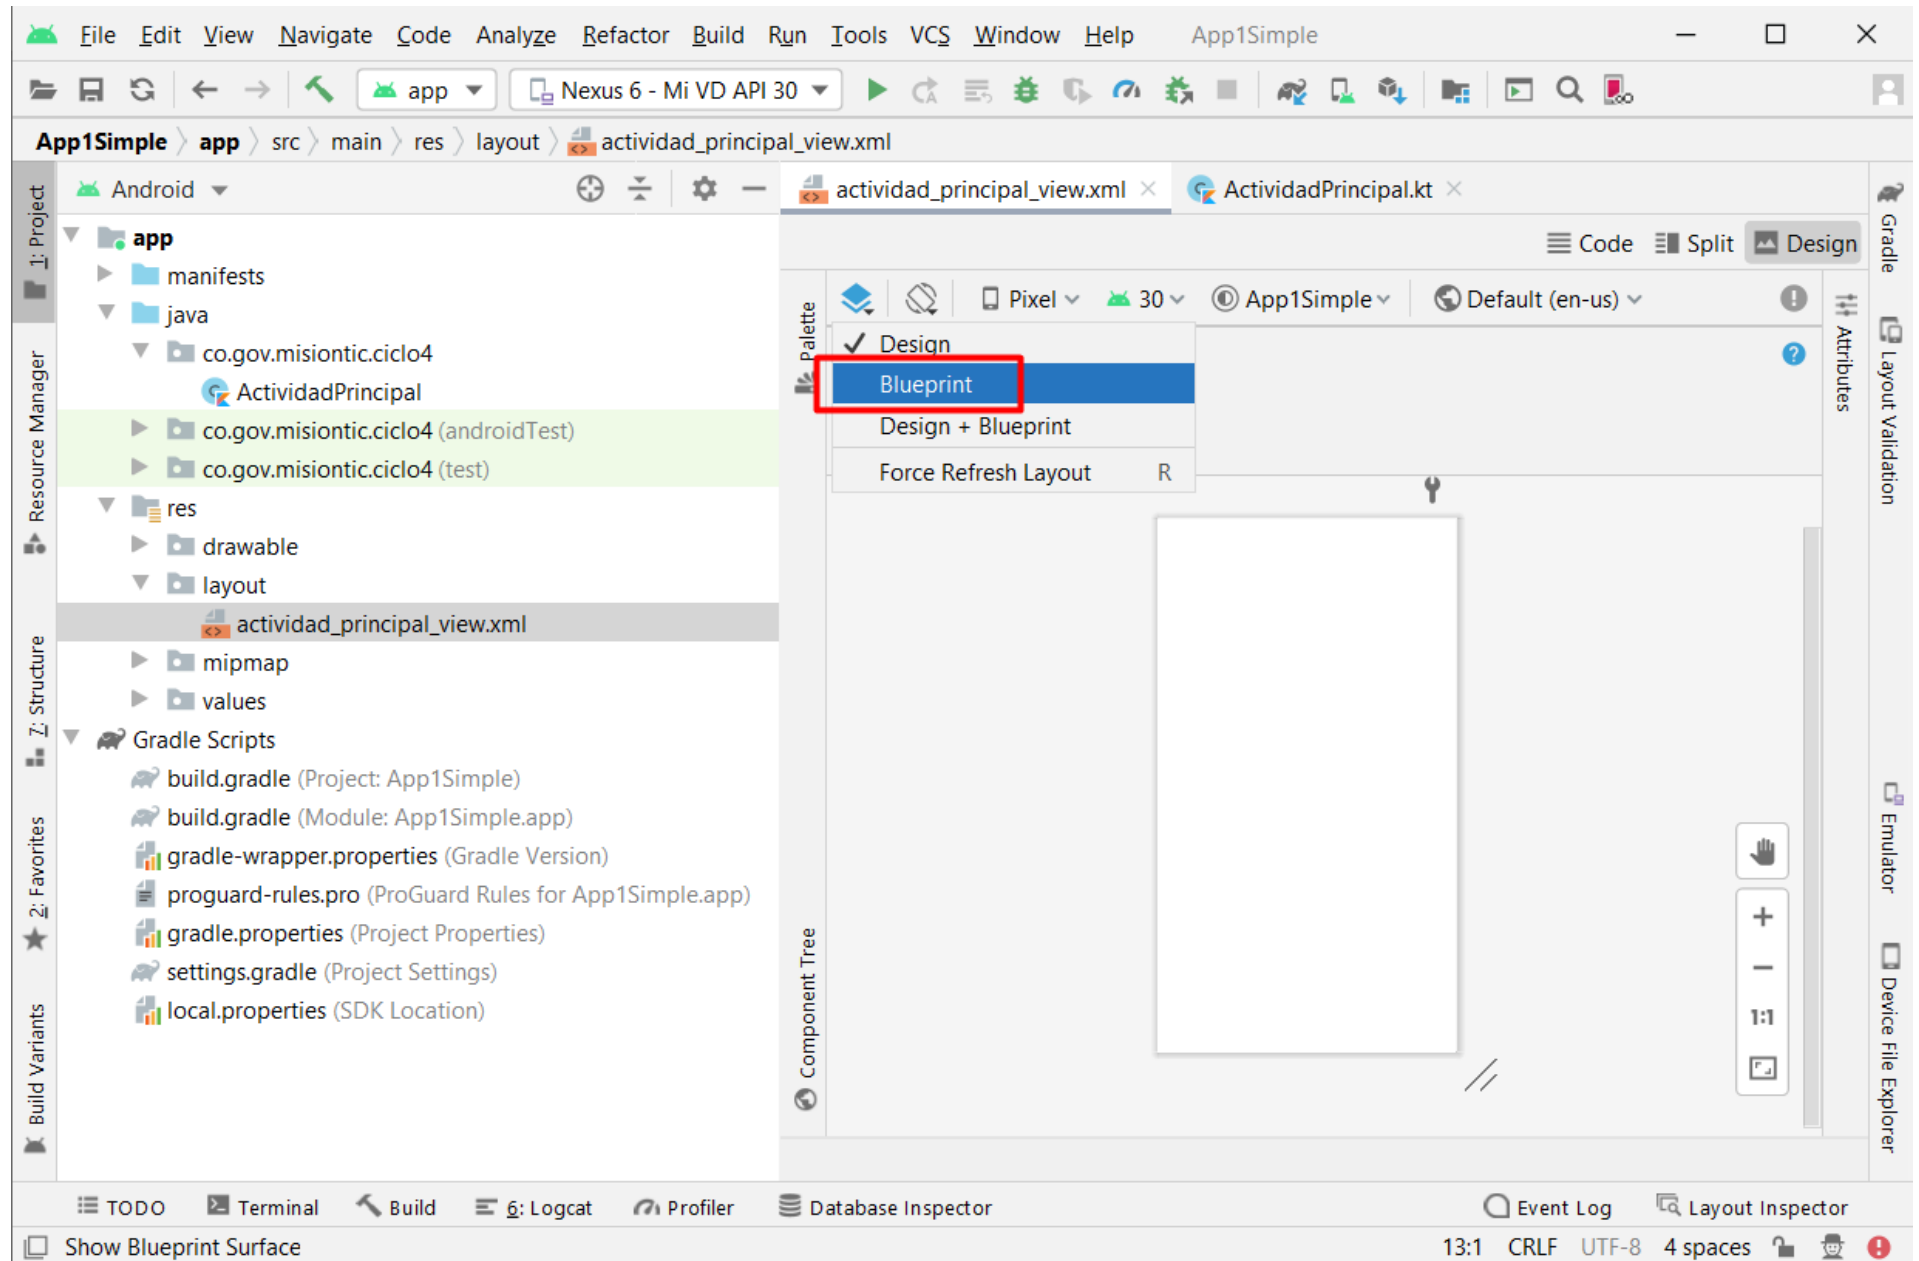 File Edit View Navigate Code Analyze Refactor Build Run Tools VCS Window Help App1Simple
app Nexus 6 - Mi VD API 30
App1Simple app src main res layout actividad_principal_view.xml
1: Project
Resource Manager
7: Structure
2: Favorites
Build Variants
Android
app
manifests
java
co.gov.misiontic.ciclo4
ActividadPrincipal
co.gov.misiontic.ciclo4 (androidTest)
co.gov.misiontic.ciclo4 (test)
res
drawable
layout
actividad_principal_view.xml
mipmap
values
Gradle Scripts
build.gradle (Project: App1Simple)
build.gradle (Module: App1Simple.app)
gradle-wrapper.properties (Gradle Version)
proguard-rules.pro (ProGuard Rules for App1Simple.app)
gradle.properties (Project Properties)
settings.gradle (Project Settings)
local.properties (SDK Location)
actividad_principal_view.xml ActividadPrincipal.kt
Code Split Design
Palette
Component Tree
Pixel 30 App1Simple Default (en-us)
Design
Blueprint
Design + Blueprint
Force Refresh Layout R
1:1
Attributes
Gradle
Layout Validation
Emulator
Device File Explorer
TODO Terminal Build 6: Logcat Profiler Database Inspector Event Log Layout Inspector
Show Blueprint Surface 13:1 CRLF UTF-8 4 spaces